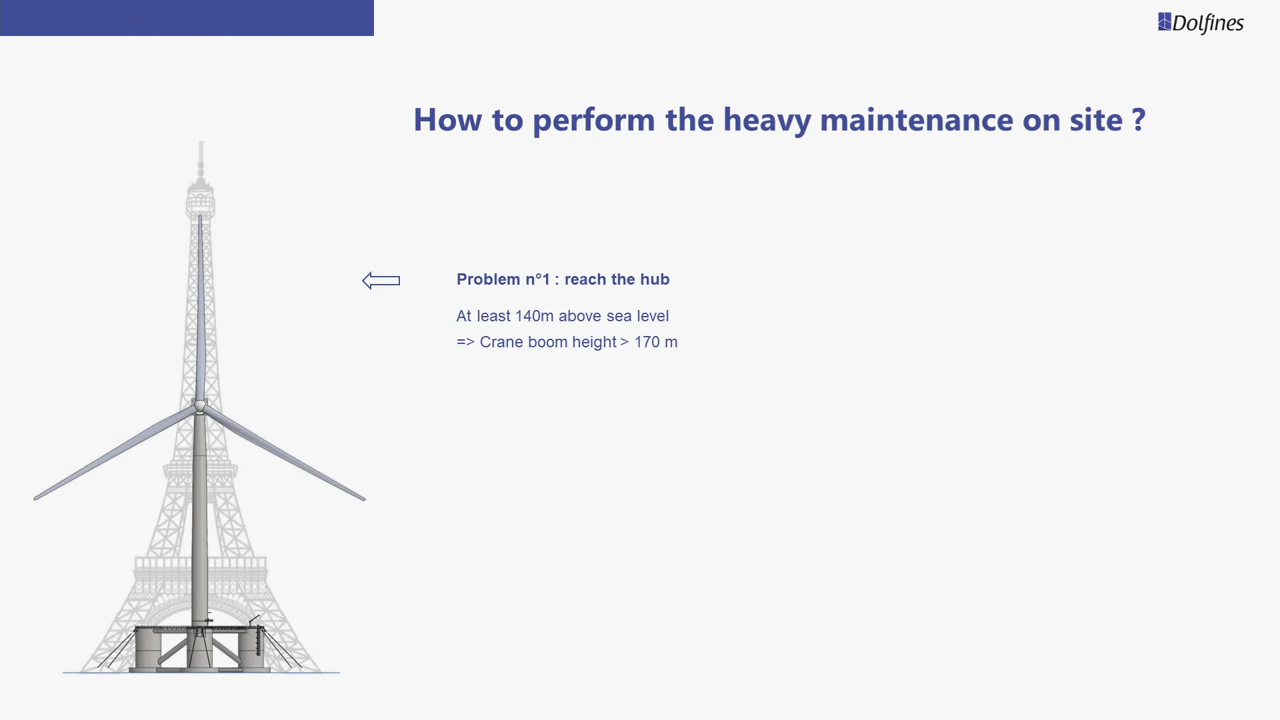 Dolfines
How to perform the heavy maintenance on site ?
Problem n°1 : reach the hub
At least 140m above sea level
=> Crane boom height > 170 m